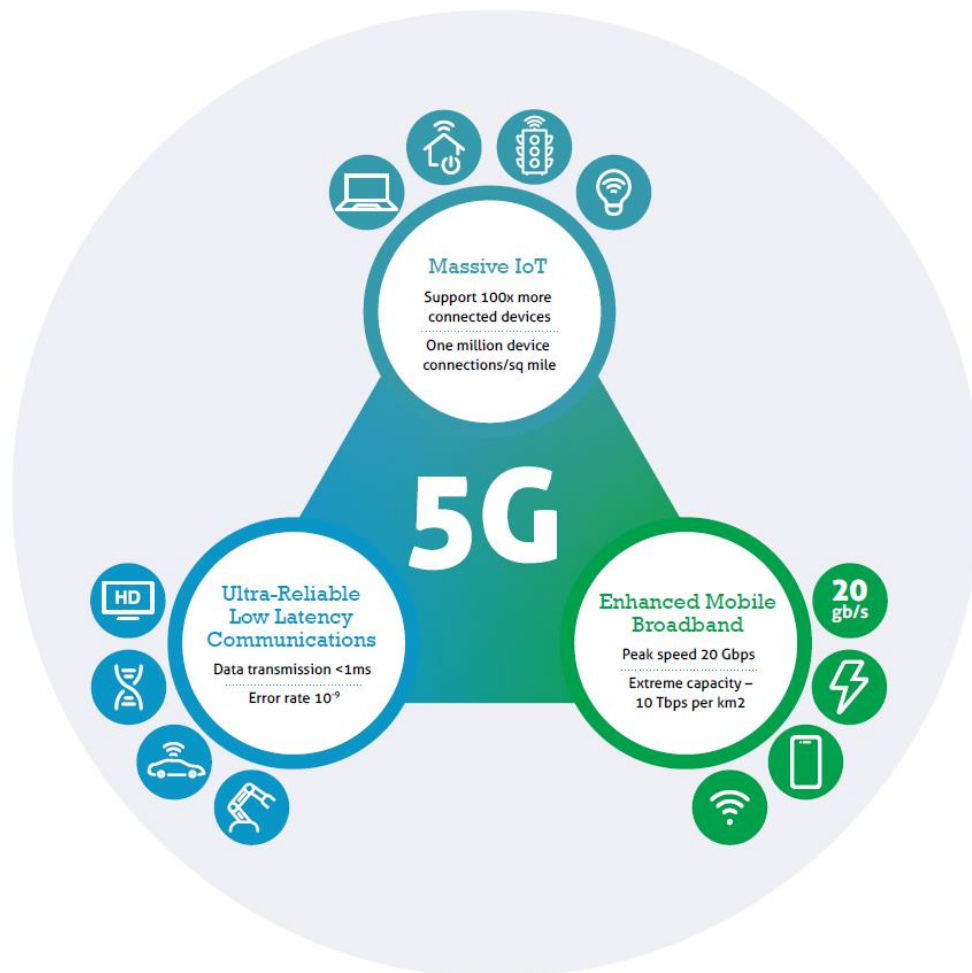 Massive IoT
Support 100x more
connected devices
One million device
connections/sq mile
5G
HD
Ultra-Reliable
Low Latency
Communications
Data transmission <1ms
Error rate 10⁻⁹
Enhanced Mobile
Broadband
Peak speed 20 Gbps
Extreme capacity –
10 Tbps per km2
20
gb/s